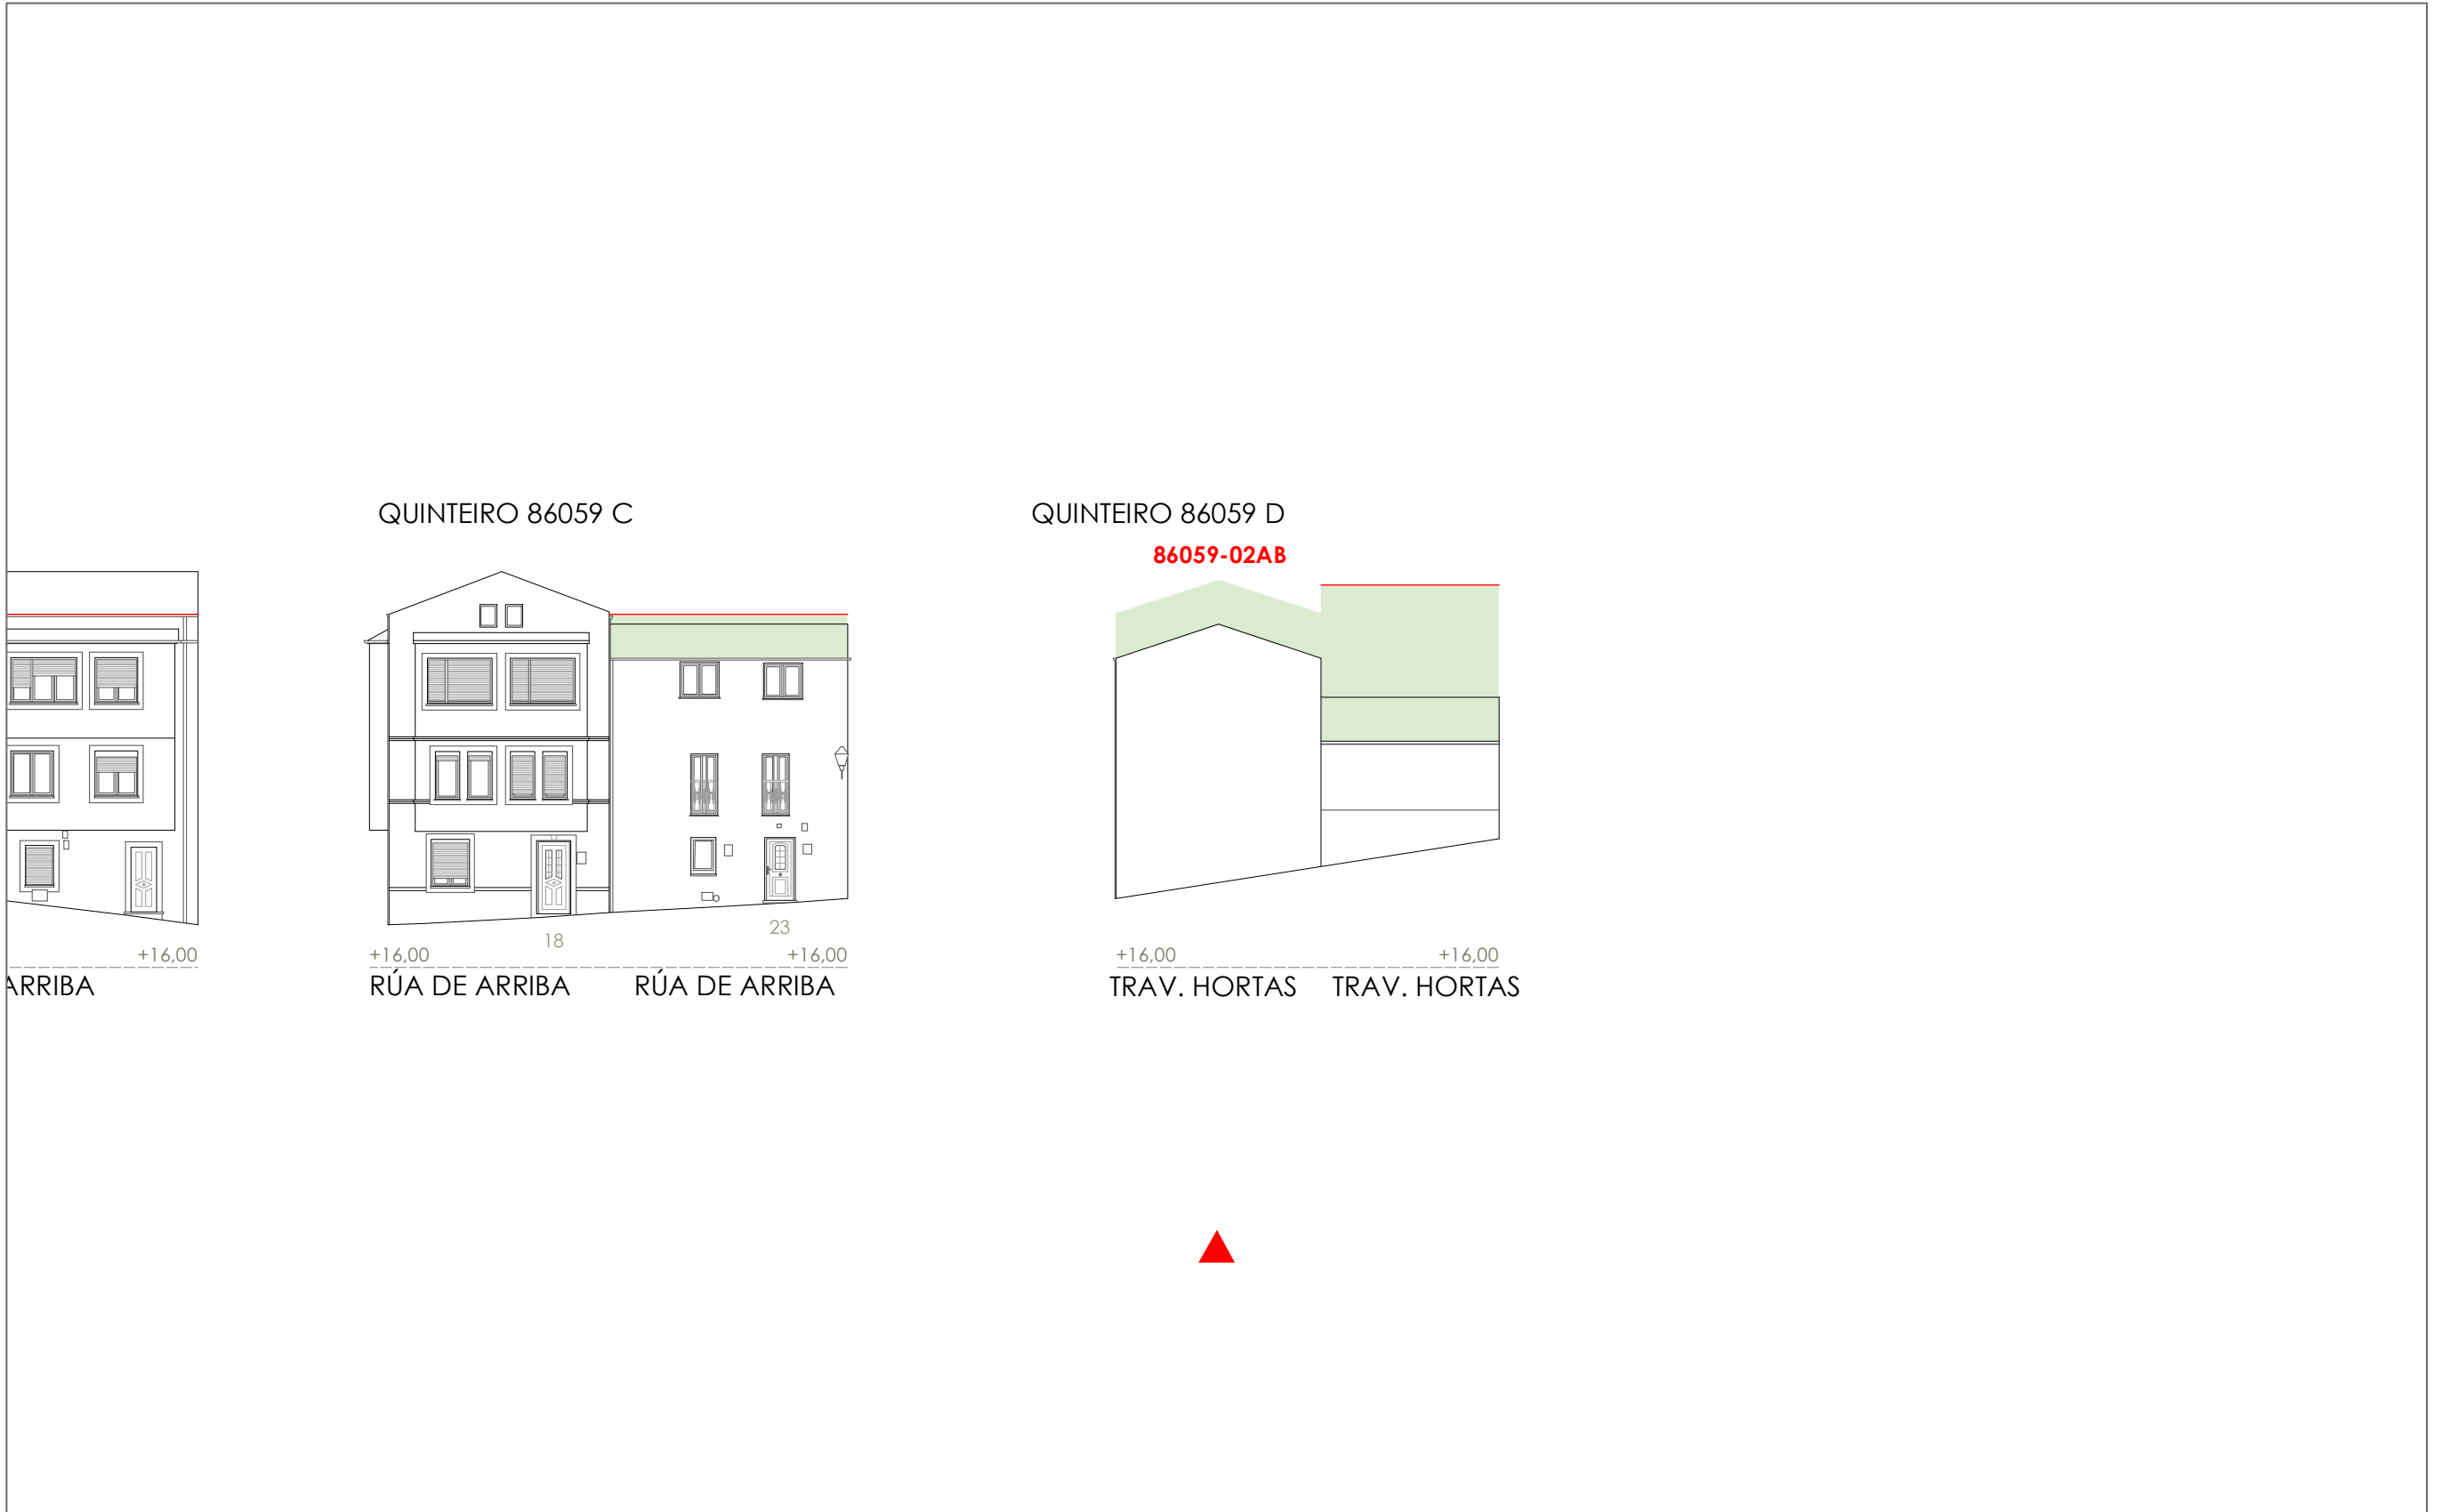 QUINTEIRO 86059 C
QUINTEIRO 86059 D
86059-02AB
18
23
+16,00
+16,00
+16,00
+16,00
+16,00
ARRIBA
RÚA DE ARRIBA
RÚA DE ARRIBA
TRAV. HORTAS
TRAV. HORTAS